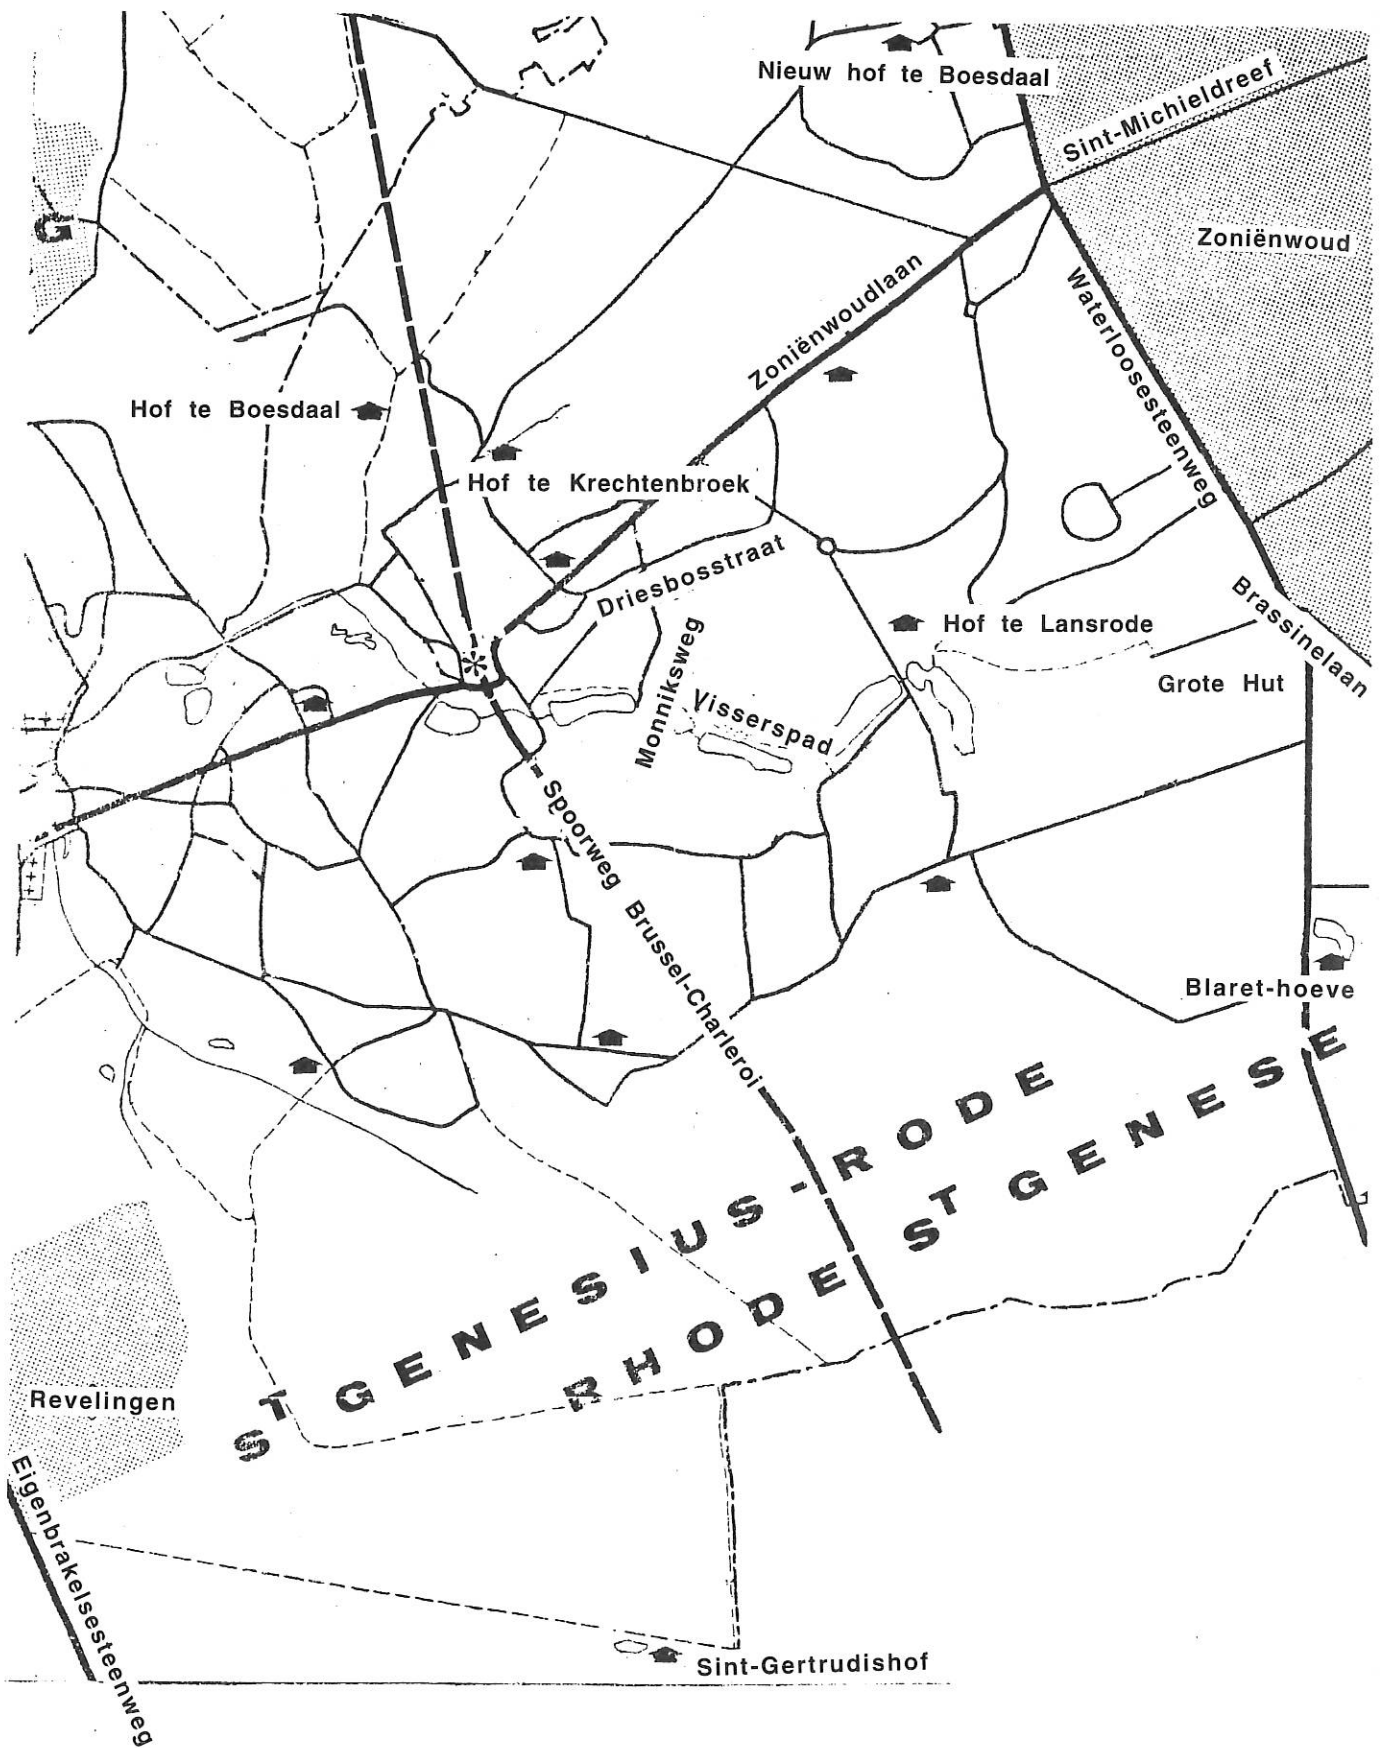 Nieuw hof te Boesdaal
Sint-Michieldreef
G
Zoniënwoud
Zoniënwoudlaan
Waterloosesteenweg
Hof te Boesdaal
Hof te Krechtenbroek
Driesbosstraat
Hof te Lansrode
Brassinelaan
Monniksweg
Visserspad
Grote Hut
Spoorweg Brussel-Charleroi
Blaret-hoeve
ST GENESIUS-RODE
RHODE ST GENESE
Revelingen
Eigenbrakelsesteenweg
Sint-Gertrudishof